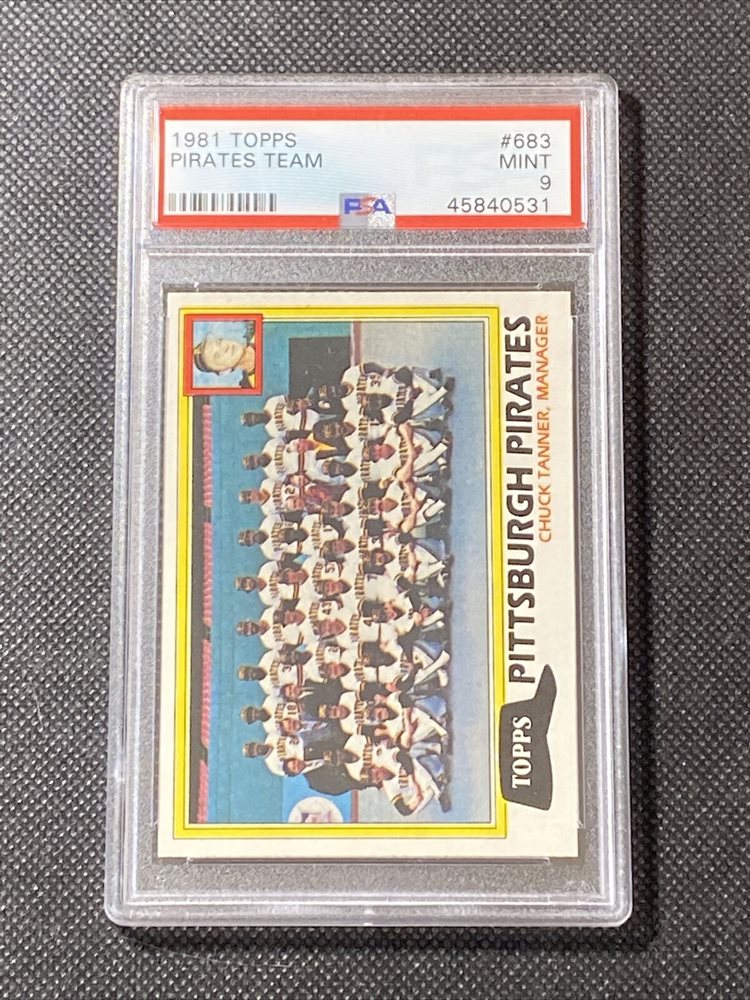 1981 TOPPS #683
PIRATES TEAM MINT
9
PSA 45840531
PITTSBURGH PIRATES
CHUCK TANNER, MANAGER
TOPPS